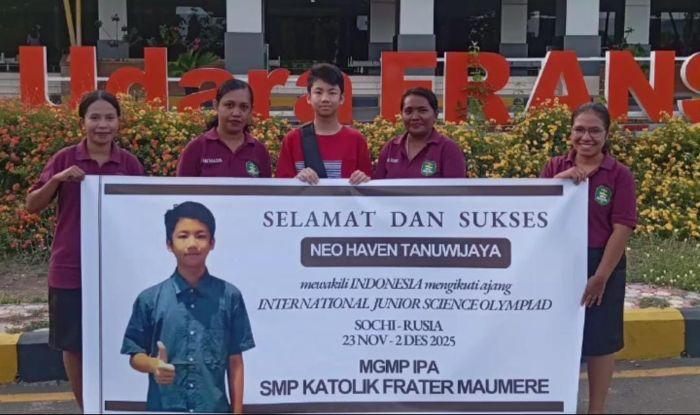 Udara FRANS
SELAMAT DAN SUKSES
NEO HAVEN TANUWIJAYA
mewakili INDONESIA mengikuti ajang
INTERNATIONAL JUNIOR SCIENCE OLYMPIAD
SOCHI - RUSIA
23 NOV - 2 DES 2025
MGMP IPA
SMP KATOLIK FRATER MAUMERE